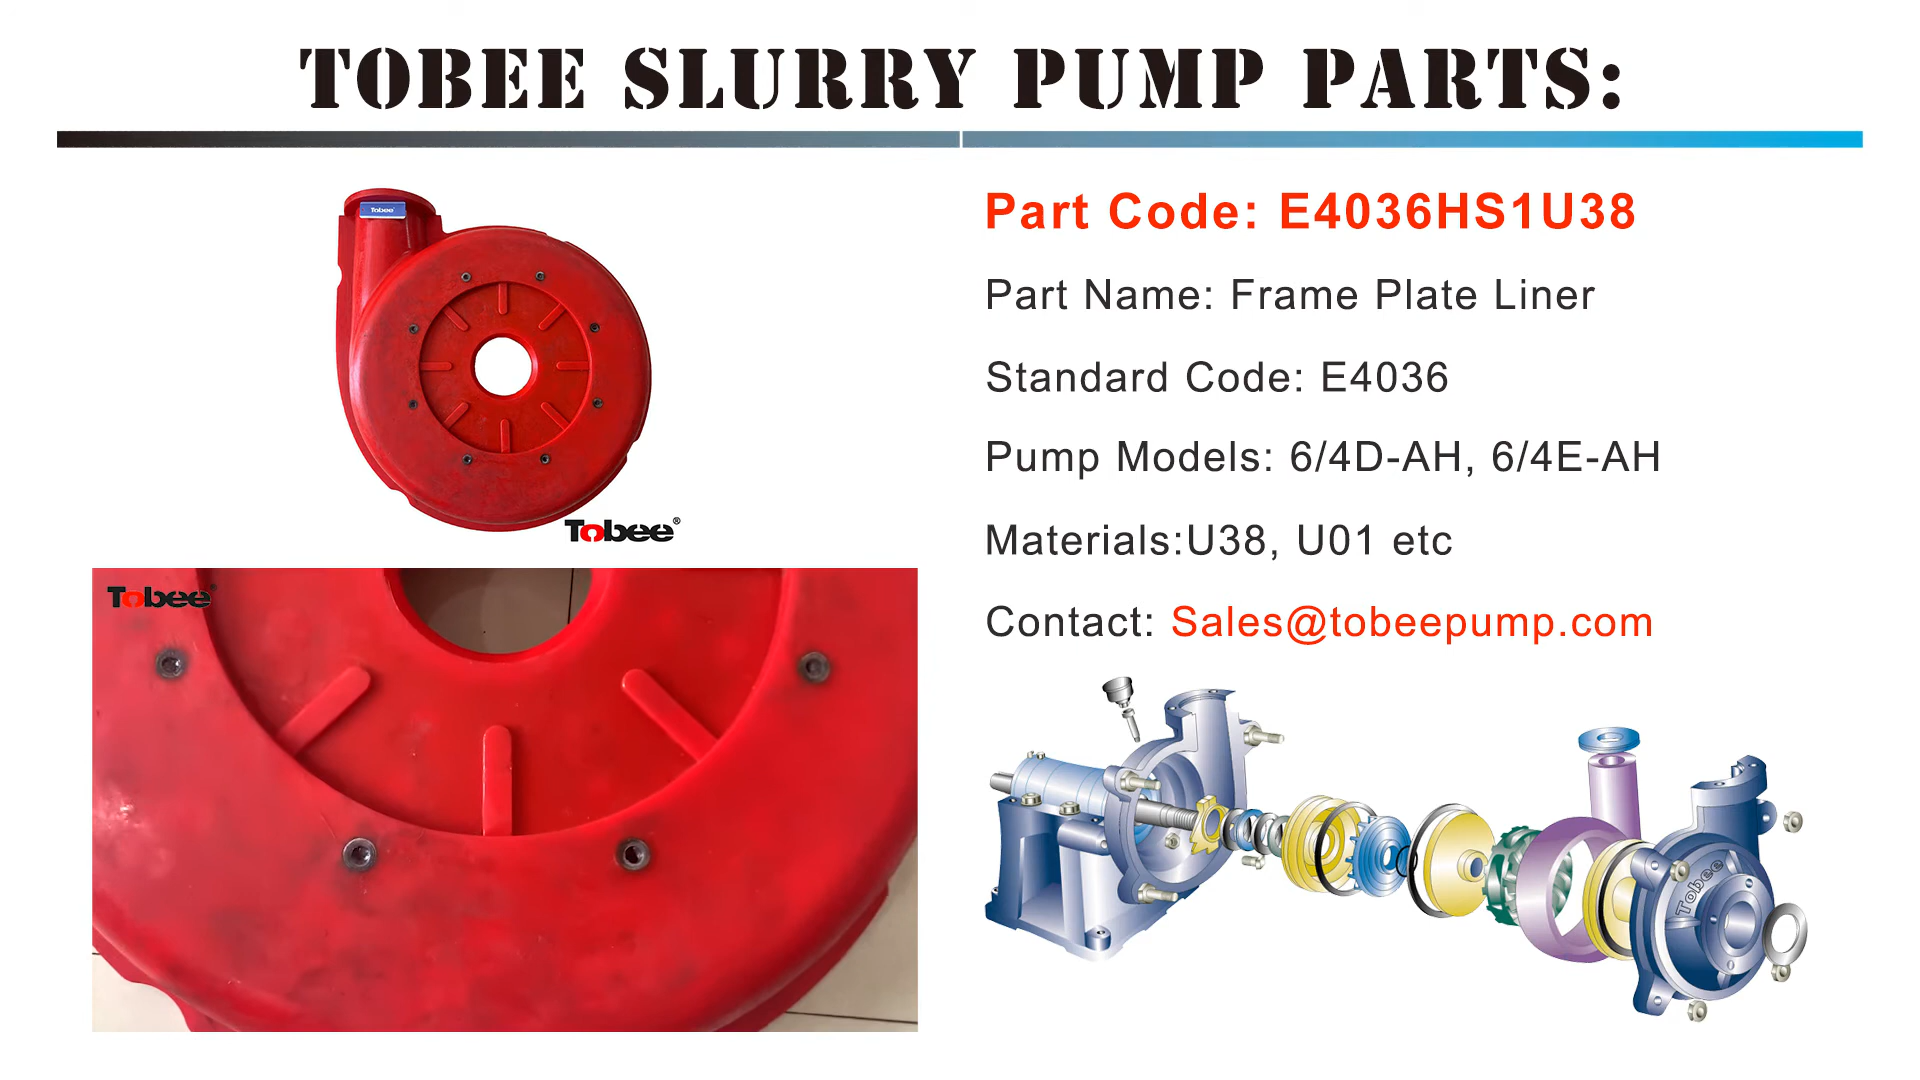 TOBEE SLURRY PUMP PARTS:
Tobee
Tobee®
Tobee®
Part Code: E4036HS1U38
Part Name: Frame Plate Liner
Standard Code: E4036
Pump Models: 6/4D-AH, 6/4E-AH
Materials:U38, U01 etc
Contact: Sales@tobeepump.com
Tobee